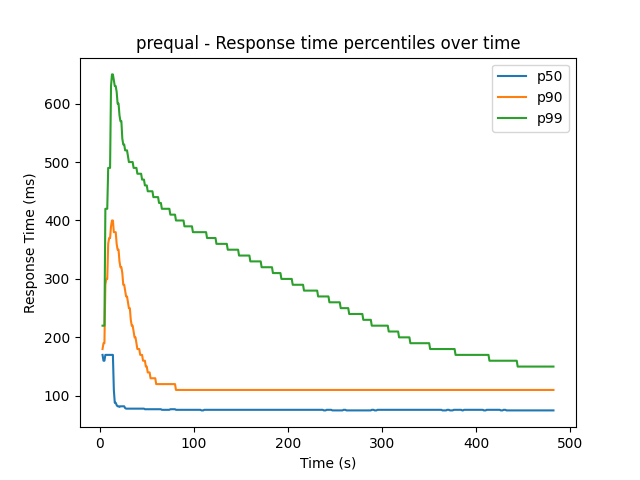 prequal - Response time percentiles over time
p50
p90
p99
Response Time (ms)
600
500
400
300
200
100
0 100 200 300 400 500
Time (s)